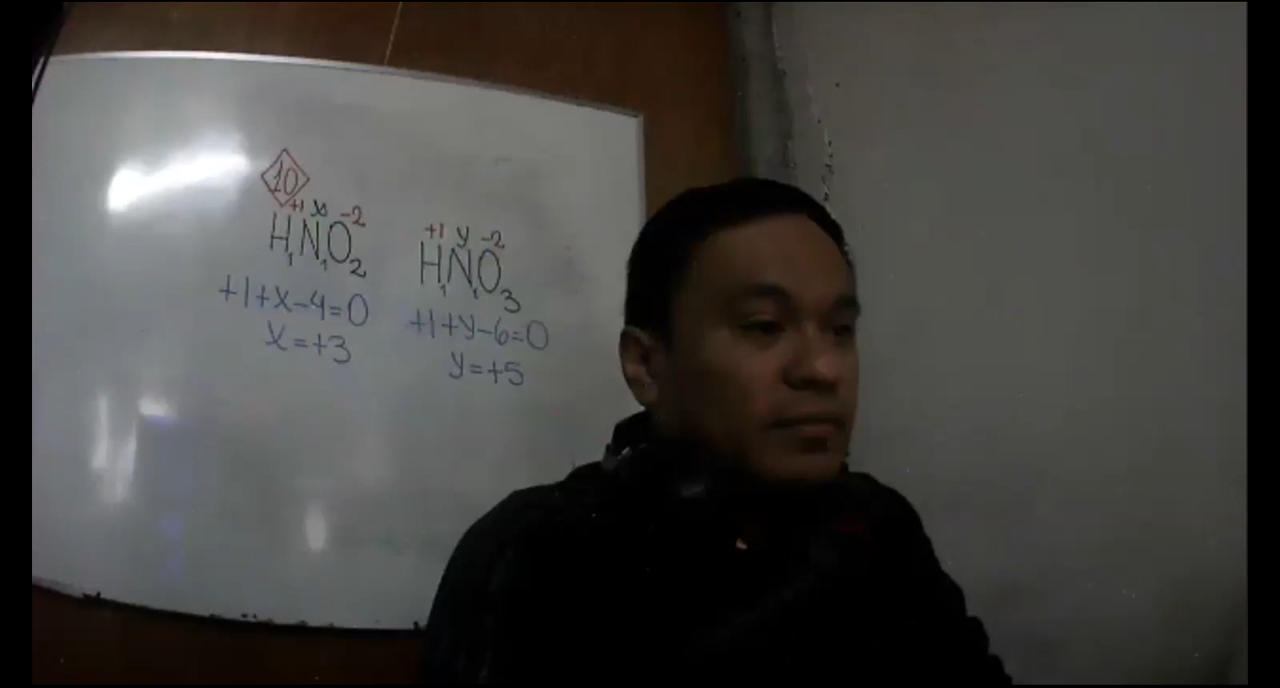 10
+1 x -2
H₁N₁O₂
+1+x-4=0
x=+3
+1 y -2
H₁N₁O₃
+1+y-6=0
y=+5